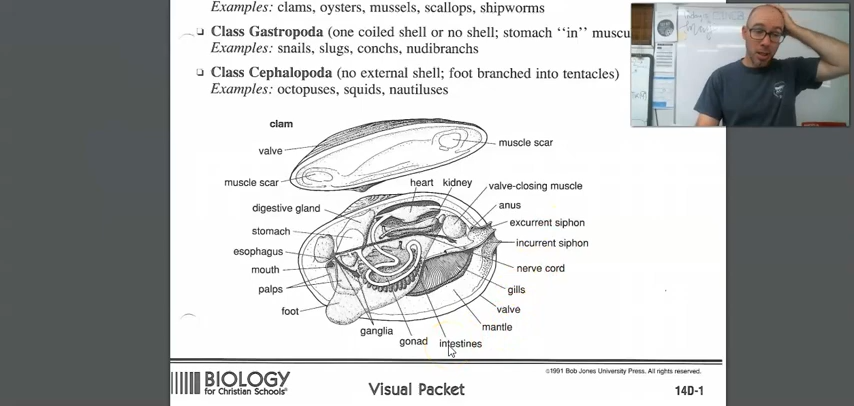 Examples: clams, oysters, mussels, scallops, shipworms
❑ Class Gastropoda (one coiled shell or no shell; stomach "in" muscu
Examples: snails, slugs, conchs, nudibranchs
❑ Class Cephalopoda (no external shell; foot branched into tentacles)
Examples: octopuses, squids, nautiluses
clam
valve
muscle scar
muscle scar
heart
kidney
valve-closing muscle
digestive gland
anus
stomach
excurrent siphon
esophagus
incurrent siphon
mouth
nerve cord
palps
gills
foot
valve
ganglia
mantle
gonad
intestines
©1991 Bob Jones University Press. All rights reserved.
BIOLOGY
for Christian Schools®
Visual Packet
14D-1